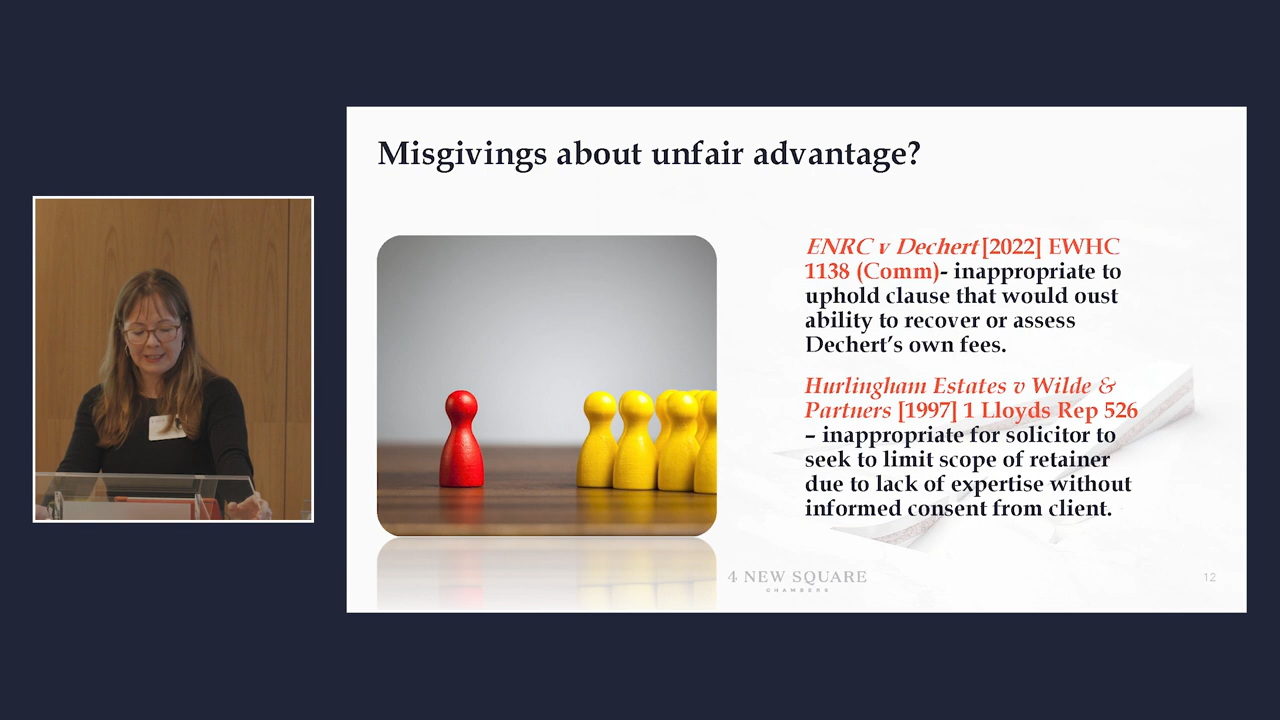 Misgivings about unfair advantage?
ENRC v Dechert [2022] EWHC
1138 (Comm)- inappropriate to
uphold clause that would oust
ability to recover or assess
Dechert’s own fees.
Hurlingham Estates v Wilde &
Partners [1997] 1 Lloyds Rep 526
– inappropriate for solicitor to
seek to limit scope of retainer
due to lack of expertise without
informed consent from client.
4 NEW SQUARE
CHAMBERS
12